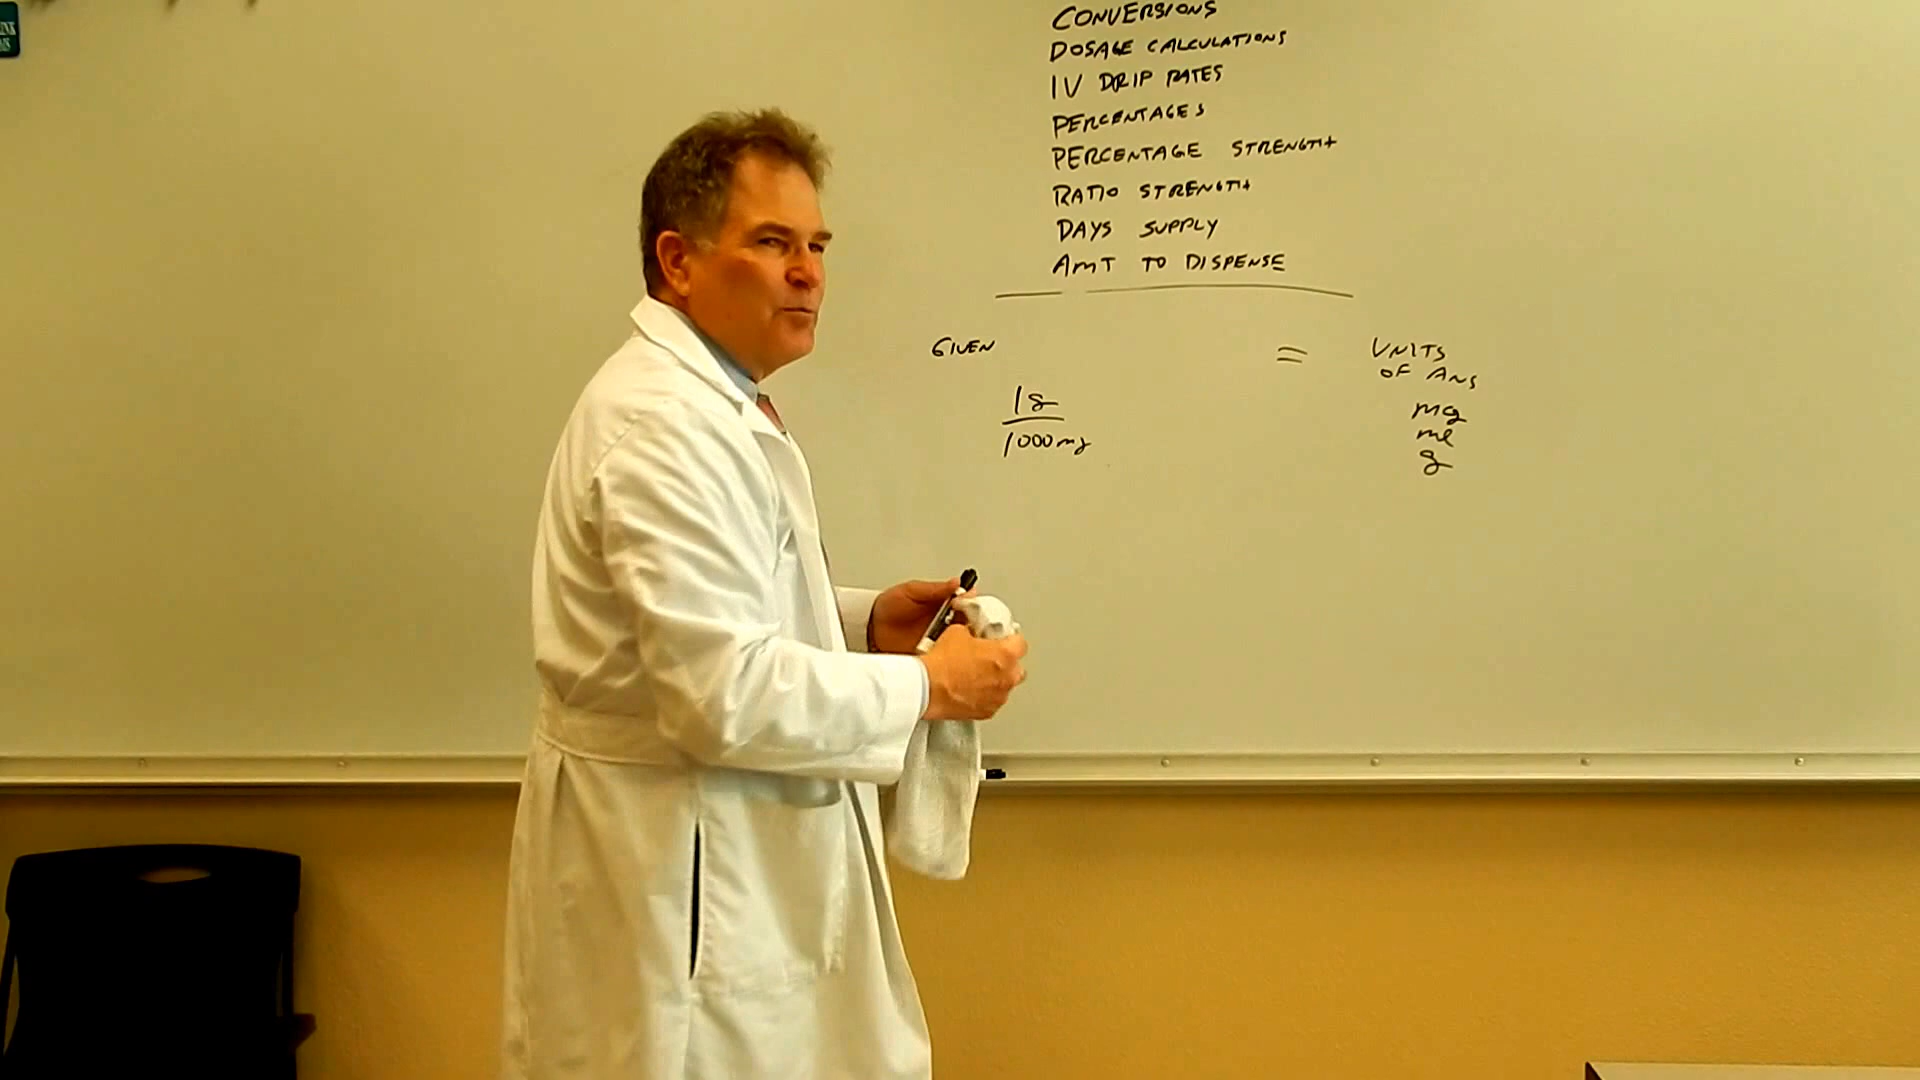 CONVERSIONS
DOSAGE CALCULATIONS
IV DRIP RATES
PERCENTAGES
PERCENTAGE STRENGTH
RATIO STRENGTH
DAYS SUPPLY
AMT TO DISPENSE
GIVEN = UNITS
OF ANS
1g
1000mg
mg
ml
g